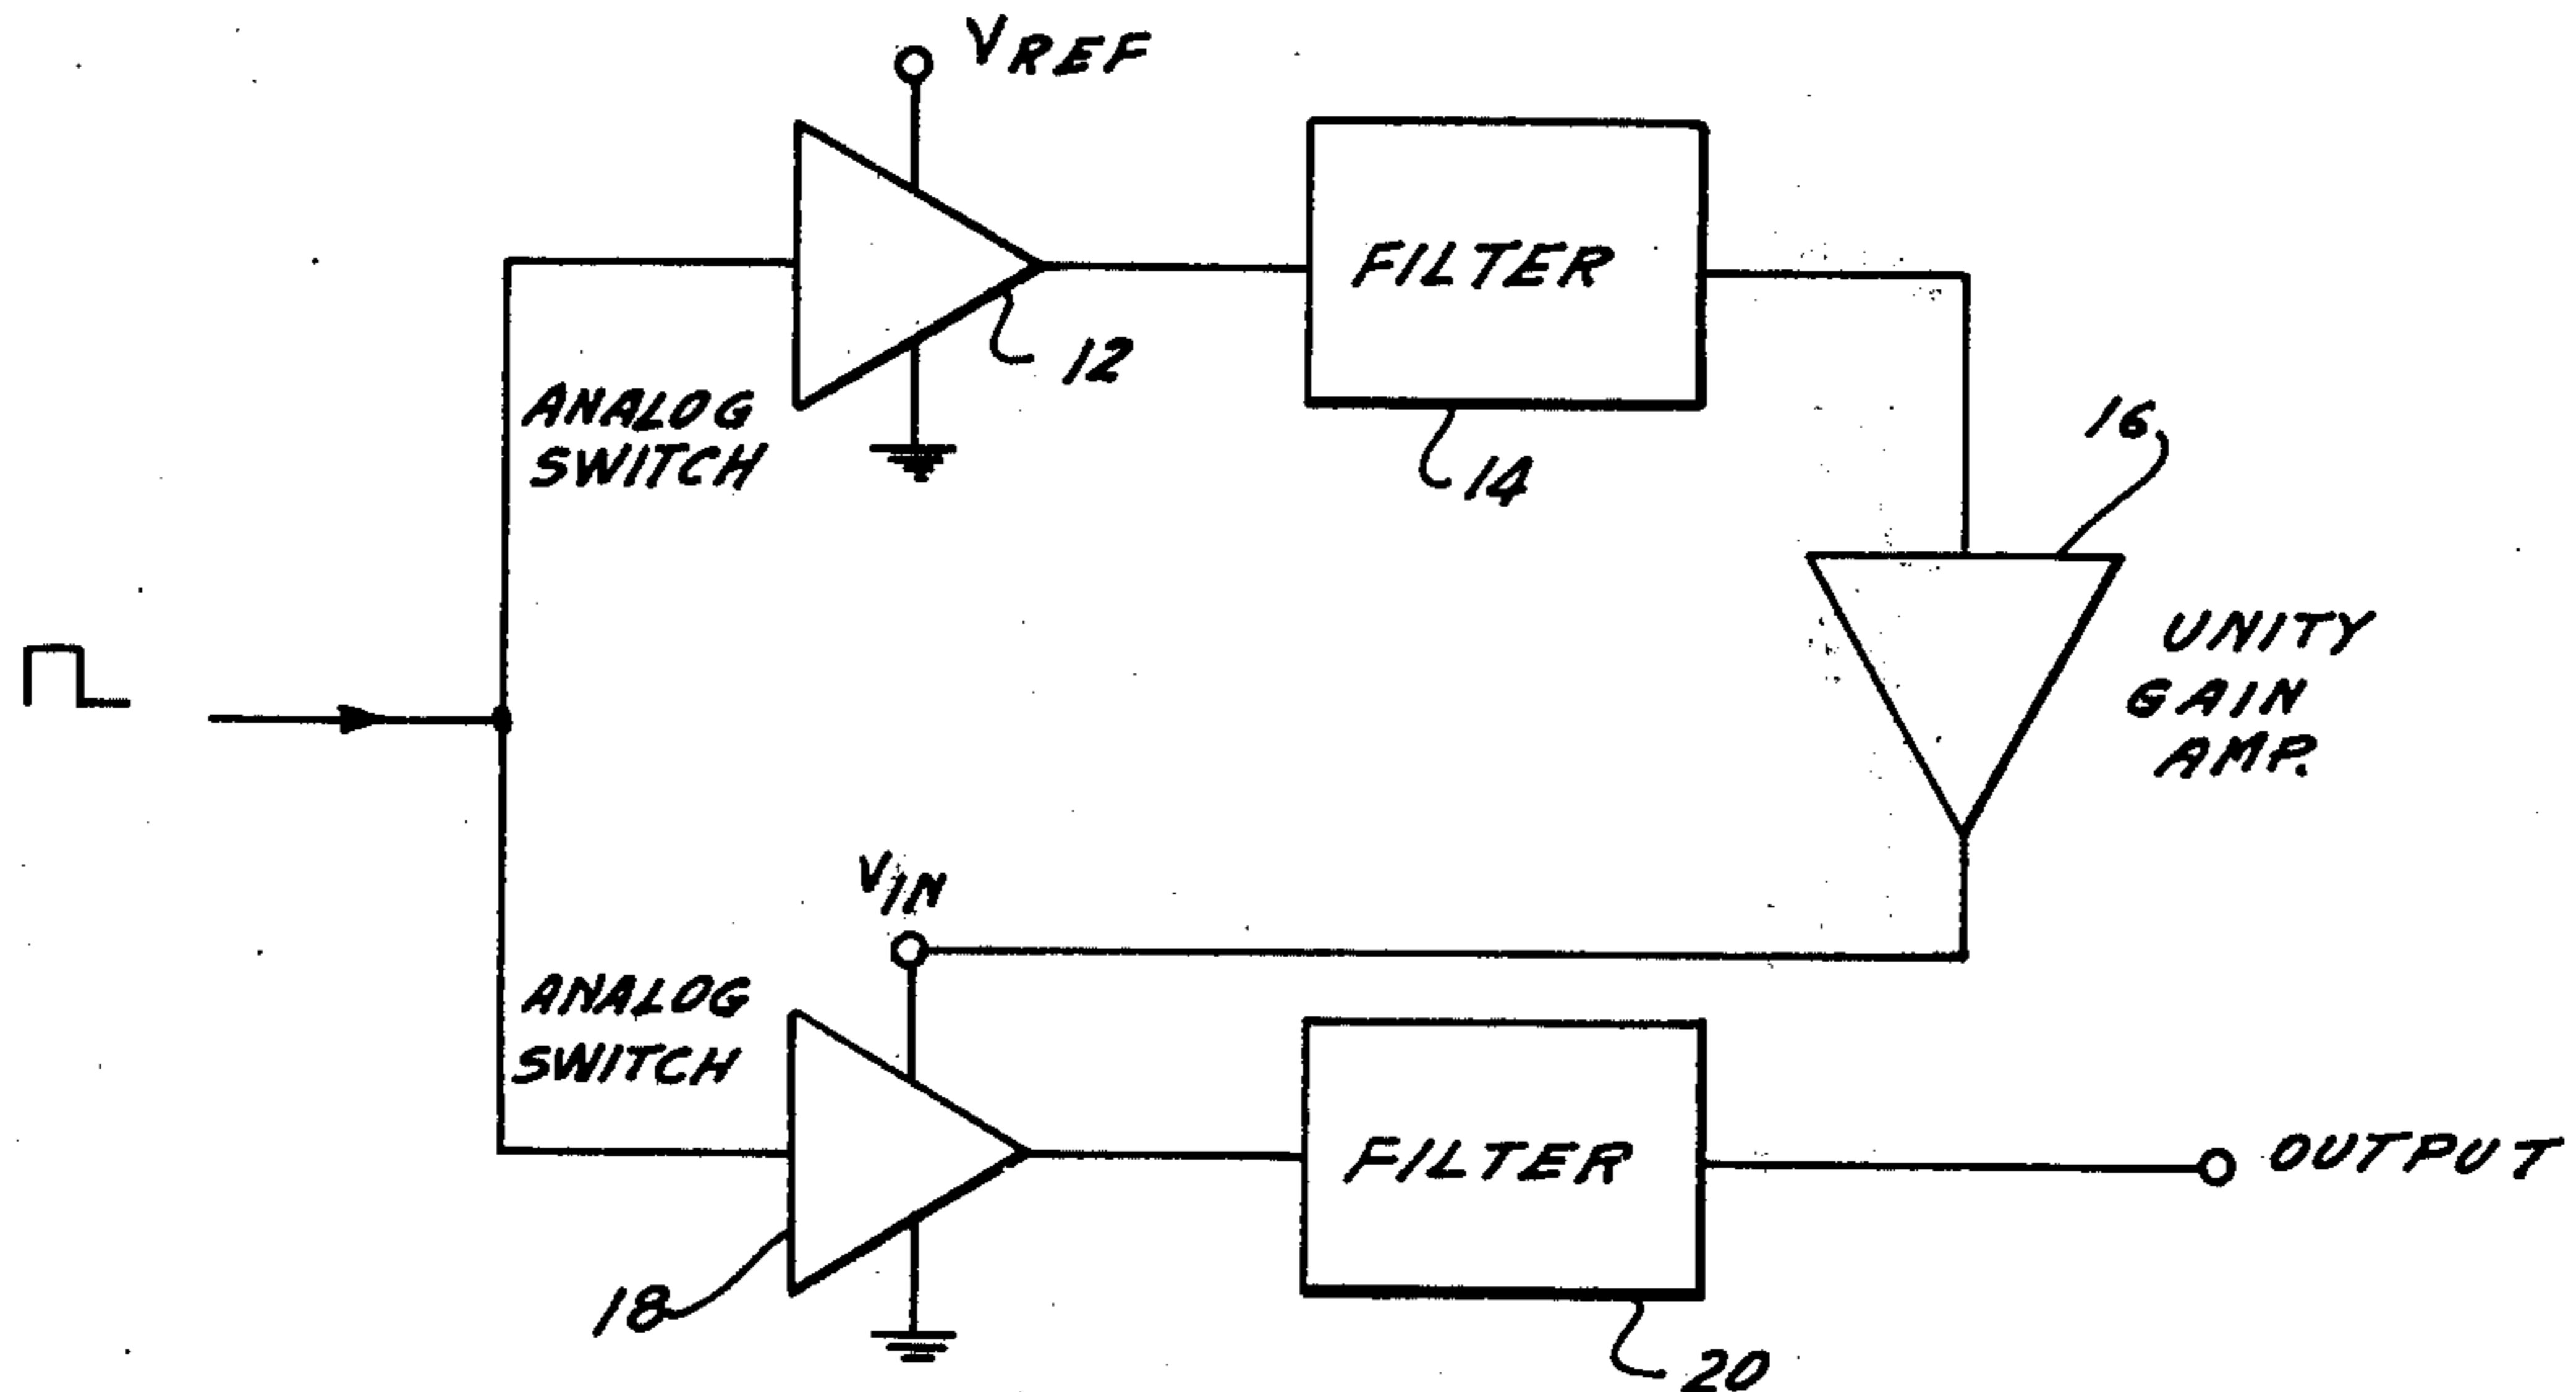 VREF
FILTER
12
ANALOG
SWITCH
14
16
UNITY
GAIN
AMP.
VIN
ANALOG
SWITCH
FILTER
OUTPUT
18
20